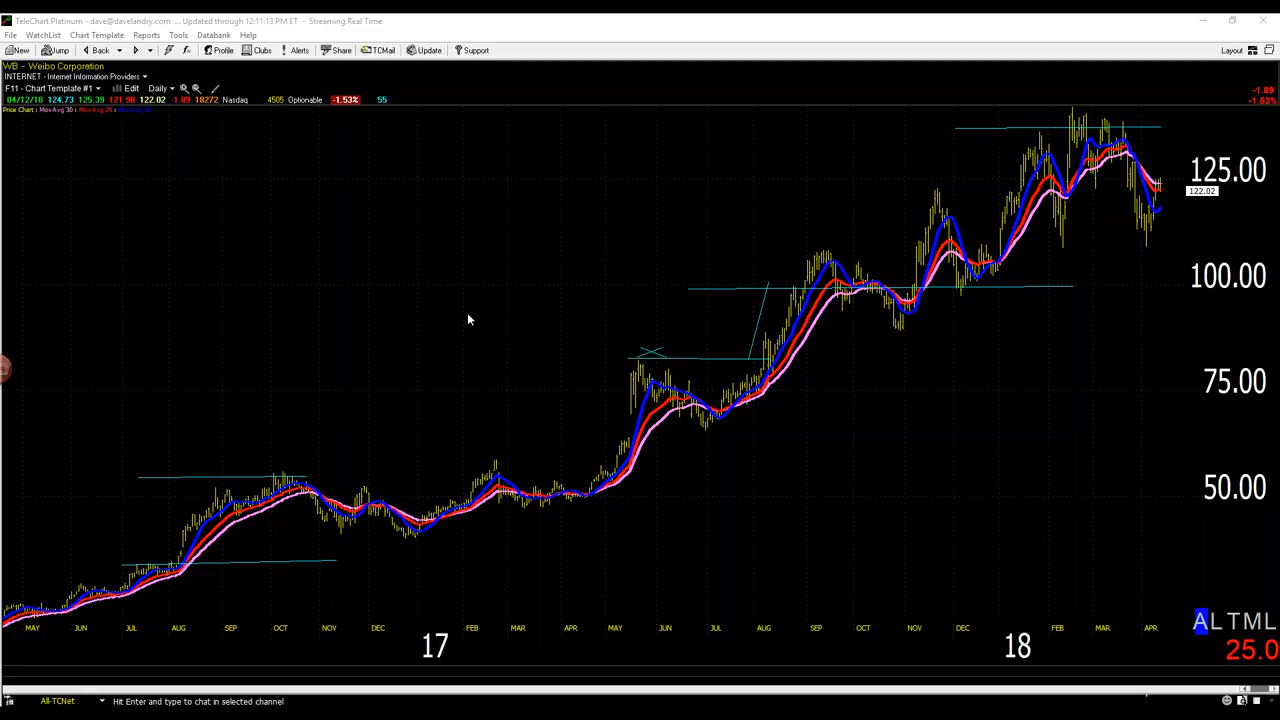 TeleChart Platinum - dave@davelandry.com ... Updated through 12:11:13 PM ET - Streaming Real Time
File WatchList Chart Template Reports Tools Databank Help
New Jump Back Profile Clubs Alerts Share TCMail Update Support Layout
WB - Weibo Corporation
INTERNET - Internet Information Providers
F11 - Chart Template #1 Edit Daily
04/12/18 124.73 125.39 121.90 122.02 -1.89 18272 Nasdaq 4505 Optionable -1.53% 55
-1.89
-1.53%
Price Chart : MovAvg 30 : MovAvg 20 :
125.00
122.02
100.00
75.00
50.00
MAY JUN JUL AUG SEP OCT NOV DEC FEB MAR APR MAY JUN JUL AUG SEP OCT NOV DEC FEB MAR APR
17 18
ALTML
25.0
All-TCNet Hit Enter and type to chat in selected channel